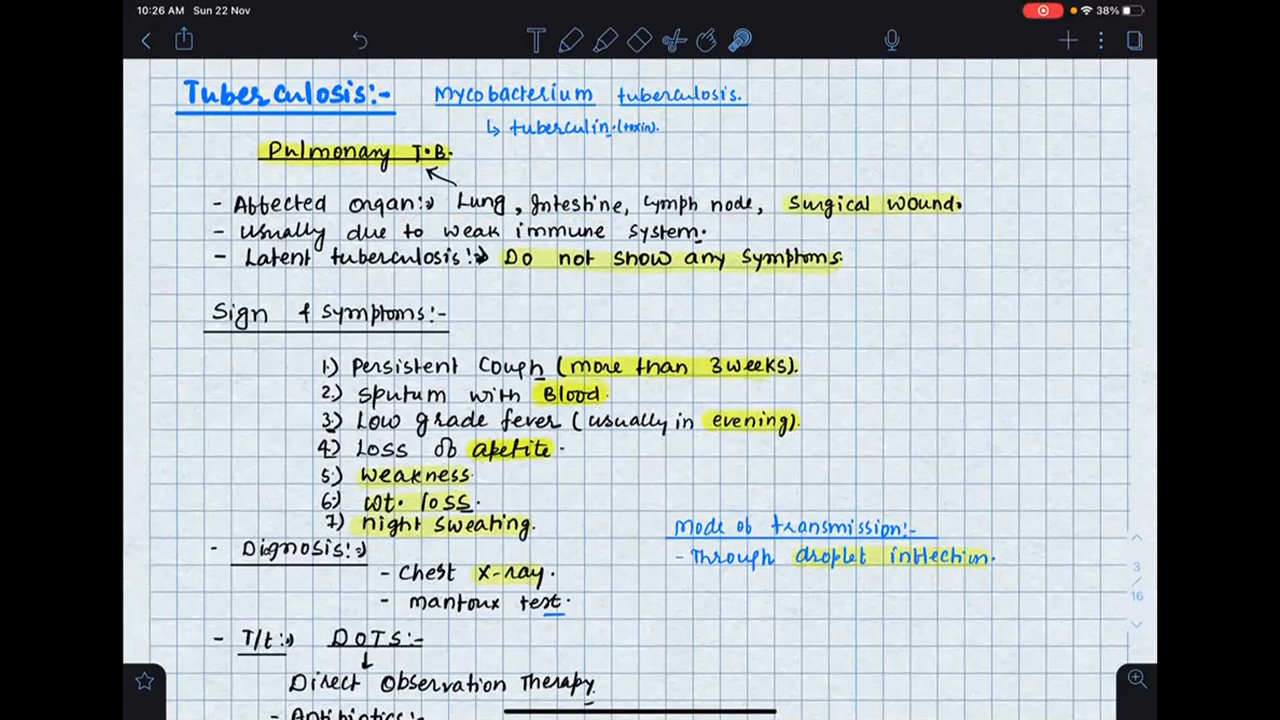 10:26 AM Sun 22 Nov
38%
Tuberculosis:- Mycobacterium tuberculosis.
↳ tuberculin.(toxin).
Pulmonary T.B.
- Affected organ:→ Lung, Intestine, Lymph node, Surgical wound.
- Usually due to weak immune system.
- Latent tuberculosis:→ Do not show any symptoms.
Sign & symptoms:-
1.) Persistent Cough (more than 3 weeks).
2.) Sputum with Blood.
3.) Low grade fever (usually in evening).
4.) Loss of apetite.
5.) weakness.
6.) wt. loss.
7.) night sweating.
Mode of transmission:-
- Through droplet infection.
- Dignosis:→
- Chest X-ray.
- Mantoux test.
- T/t:→ DOTS:-
↓
Direct Observation Therapy.
- Antibiotics:-
3 / 16